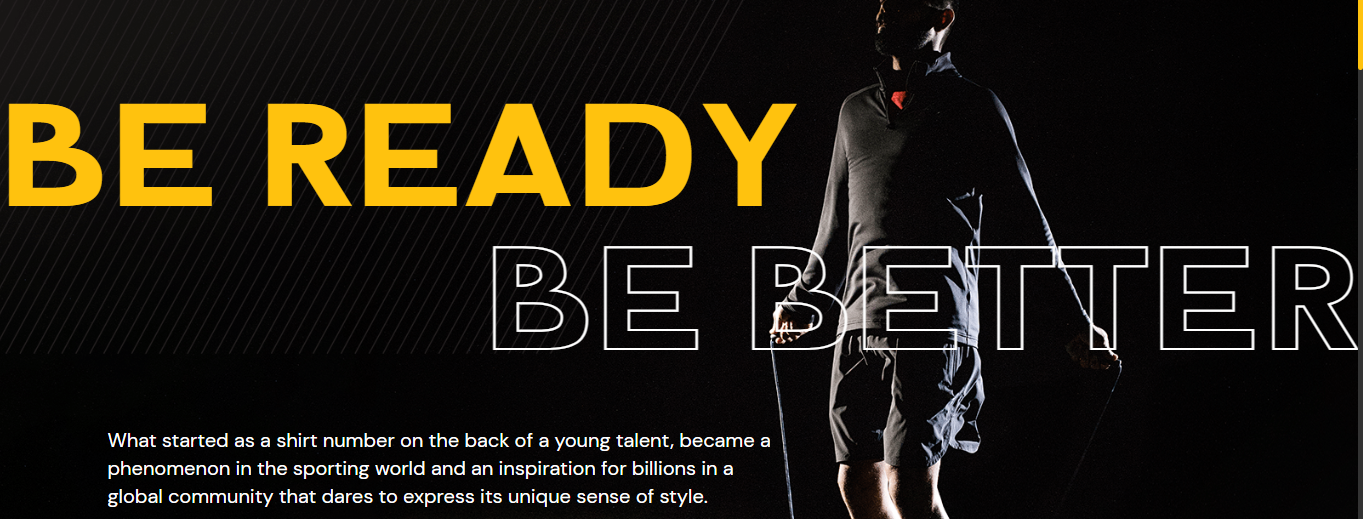 BE READY
BE BETTER
What started as a shirt number on the back of a young talent, became a
phenomenon in the sporting world and an inspiration for billions in a
global community that dares to express its unique sense of style.